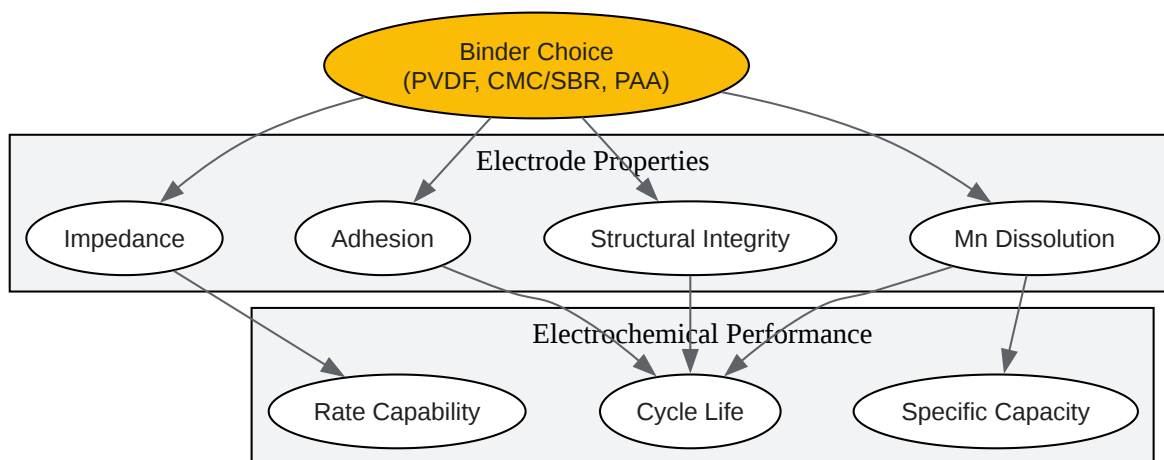 Binder Choice
(PVDF, CMC/SBR, PAA)
Electrode Properties
Impedance
Adhesion
Structural Integrity
Mn Dissolution
Electrochemical Performance
Rate Capability
Cycle Life
Specific Capacity